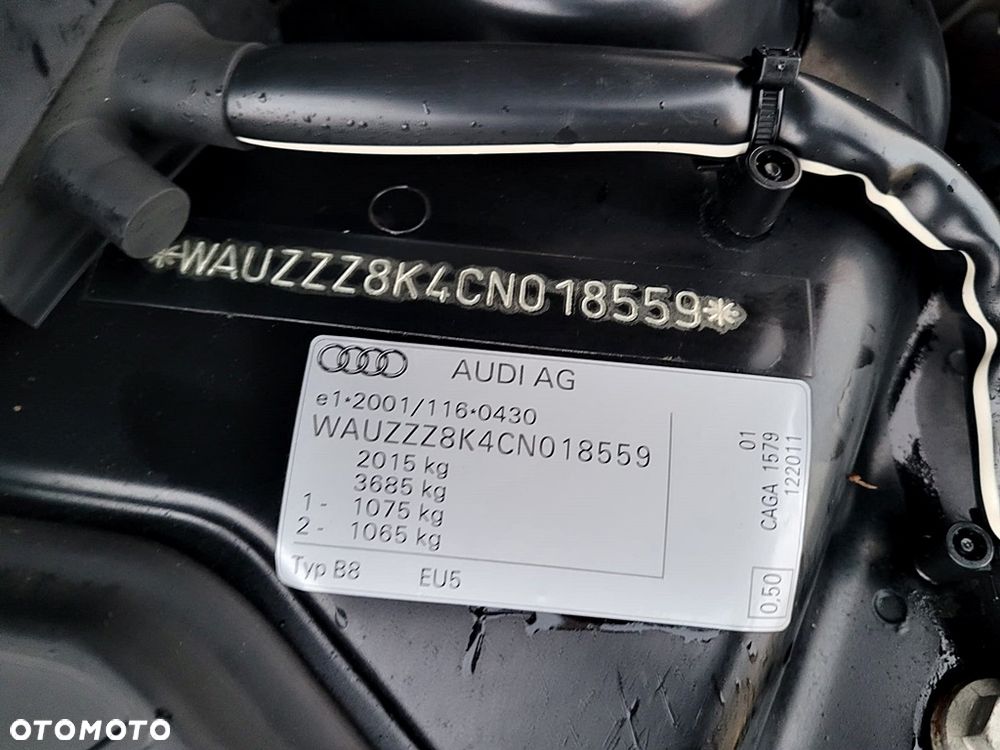 *WAUZZZ8K4CN018559*
AUDI AG
e1*2001/116*0430
WAUZZZ8K4CN018559
2015 kg
3685 kg
1 - 1075 kg
2 - 1065 kg
Typ B8 EU5
01
CAGA 1579
122011
0,50
OTOMOTO